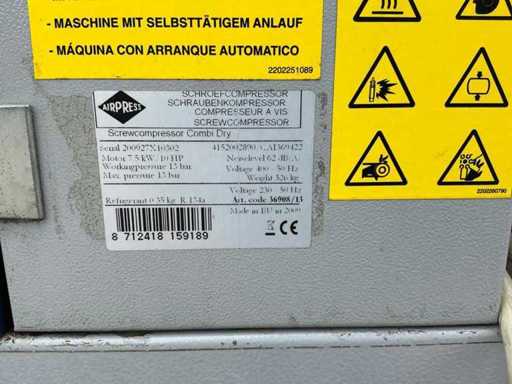 - MASCHINE MIT SELBSTTÄTIGEM ANLAUF
- MÁQUINA CON ARRANQUE AUTOMATICO
2202251089
AIRPRESS
SCHROEFCOMPRESSOR
SCHRAUBENKOMPRESSOR
COMPRESSEUR À VIS
SCREWCOMPRESSOR
Screwcompressor Combi Dry
Serial 200927X10302
Motor 7.5 kW/10 HP Noiselevel 62 dB(A)
Workingpressure 13 bar Voltage 400 - 50 Hz
Max. pressure 13 bar Weight 326 kg
Voltage 230 - 50 Hz
Refrigerant 0.35 kg R 134a Art. code 36908/13
Made in EU in 2009
8 712418 159189
CE
2202260790